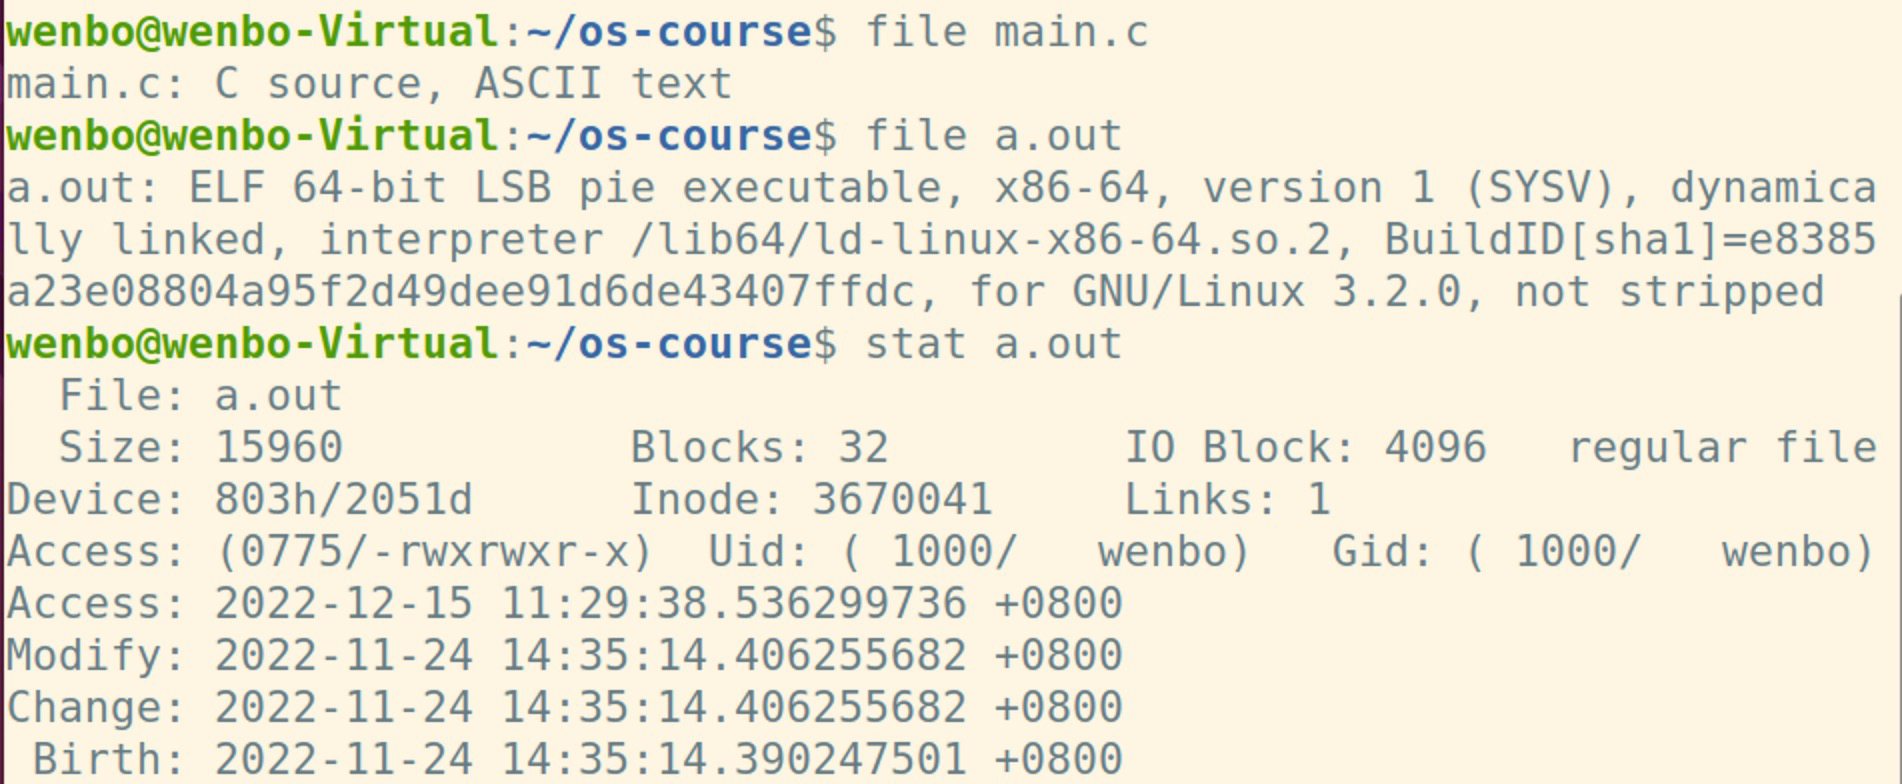 wenbo@wenbo-Virtual:~/os-course$ file main.c
main.c: C source, ASCII text
wenbo@wenbo-Virtual:~/os-course$ file a.out
a.out: ELF 64-bit LSB pie executable, x86-64, version 1 (SYSV), dynamica
lly linked, interpreter /lib64/ld-linux-x86-64.so.2, BuildID[sha1]=e8385
a23e08804a95f2d49dee91d6de43407ffdc, for GNU/Linux 3.2.0, not stripped
wenbo@wenbo-Virtual:~/os-course$ stat a.out
  File: a.out
  Size: 15960           Blocks: 32         IO Block: 4096   regular file
Device: 803h/2051d      Inode: 3670041     Links: 1
Access: (0775/-rwxrwxr-x)  Uid: ( 1000/   wenbo)   Gid: ( 1000/   wenbo)
Access: 2022-12-15 11:29:38.536299736 +0800
Modify: 2022-11-24 14:35:14.406255682 +0800
Change: 2022-11-24 14:35:14.406255682 +0800
 Birth: 2022-11-24 14:35:14.390247501 +0800